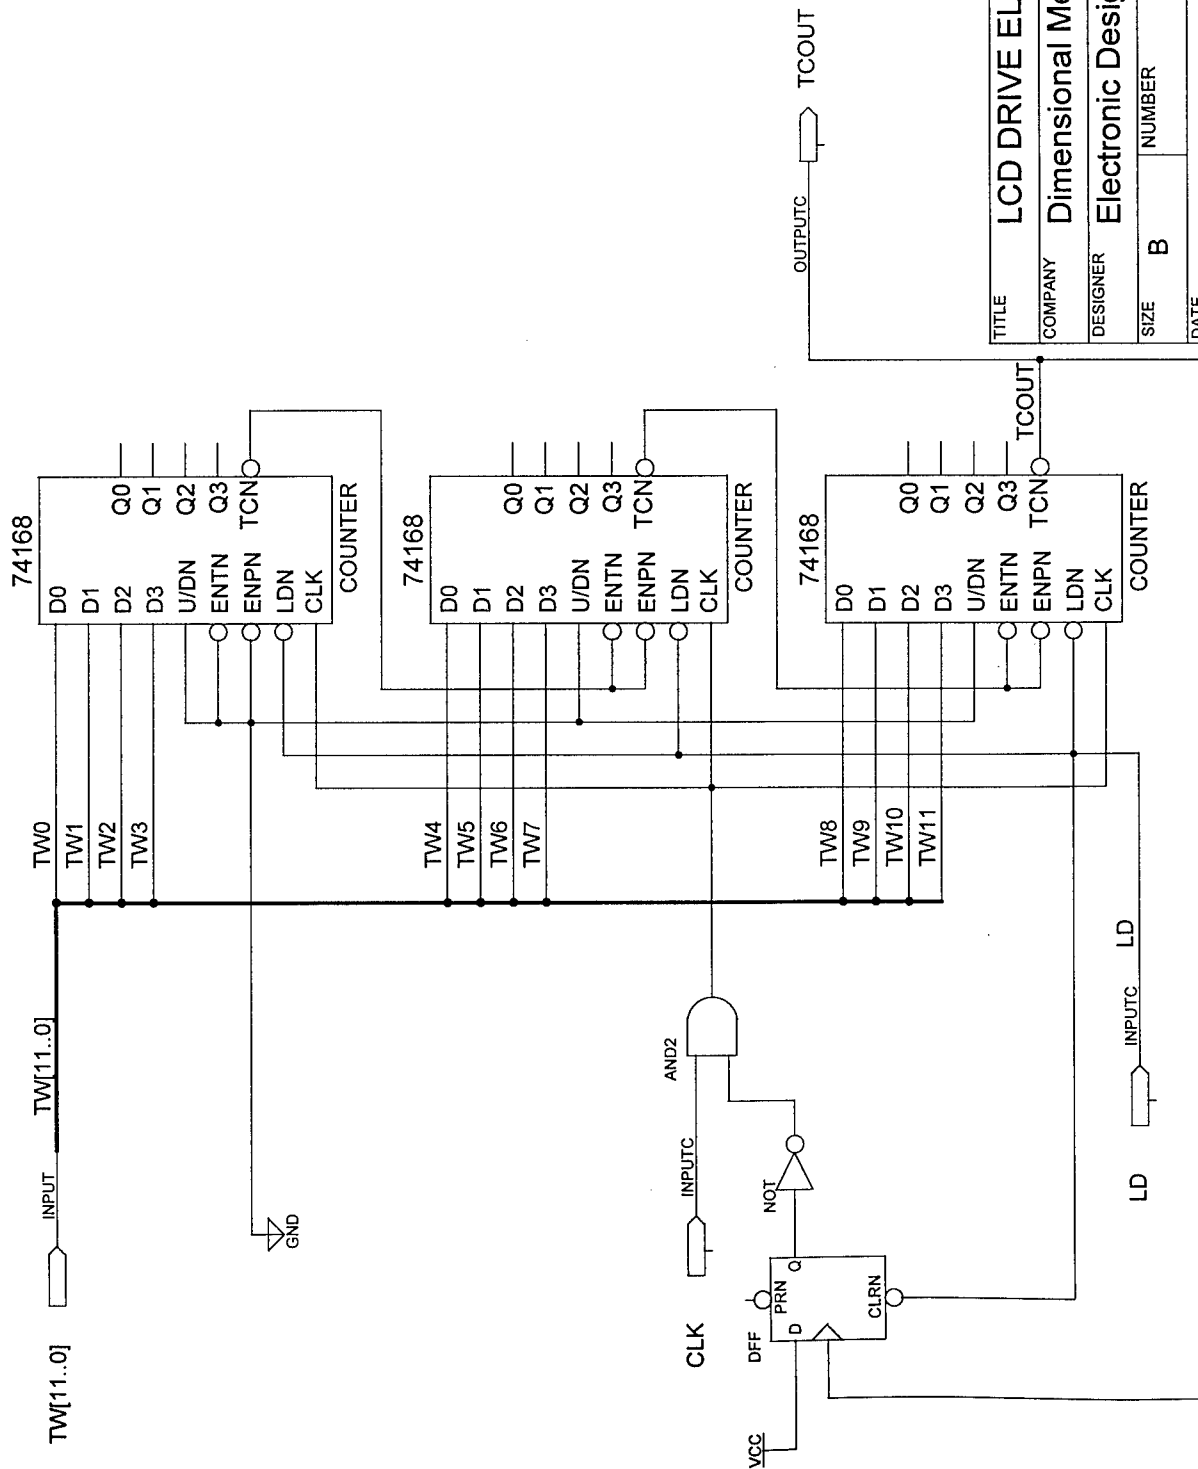 TW[11..0]
INPUT
TW[11..0]
GND
TW0
TW1
TW2
TW3
74168
D0
D1
D2
D3
U/DN
ENTN
ENPN
LDN
CLK
Q0
Q1
Q2
Q3
TCN
COUNTER
TW4
TW5
TW6
TW7
74168
D0
D1
D2
D3
U/DN
ENTN
ENPN
LDN
CLK
Q0
Q1
Q2
Q3
TCN
COUNTER
TW8
TW9
TW10
TW11
74168
D0
D1
D2
D3
U/DN
ENTN
ENPN
LDN
CLK
Q0
Q1
Q2
Q3
TCN
COUNTER
TCOUT
OUTPUTC
TCOUT
CLK
INPUTC
AND2
NOT
DFF
PRN
D
Q
CLRN
VCC
LD
INPUTC
LD
TITLE
LCD DRIVE EL
COMPANY
Dimensional Me
DESIGNER
Electronic Desig
SIZE
B
NUMBER
DATE